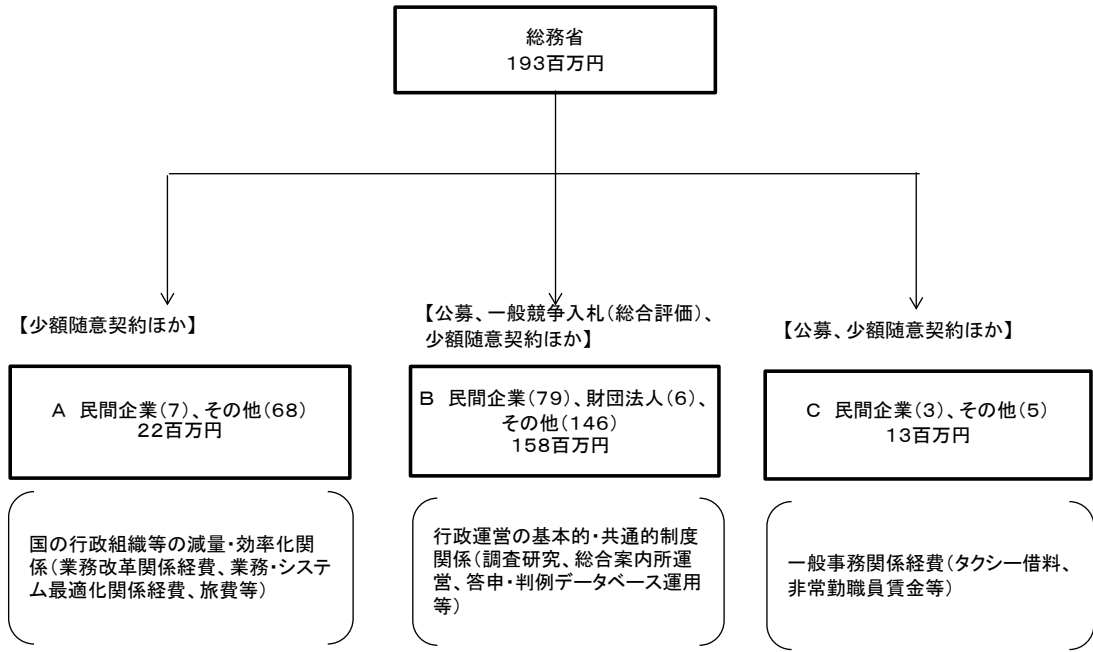 総務省
193百万円
【少額随意契約ほか】
【公募、一般競争入札(総合評価)、
少額随意契約ほか】
【公募、少額随意契約ほか】
A 民間企業(7)、その他(68)
22百万円
B 民間企業(79)、財団法人(6)、
その他(146)
158百万円
C 民間企業(3)、その他(5)
13百万円
国の行政組織等の減量・効率化関
係(業務改革関係経費、業務・システ
ム最適化関係経費、旅費等)
行政運営の基本的・共通的制度
関係(調査研究、総合案内所運
営、答申・判例データベース運用
等)
一般事務関係経費(タクシー借料、
非常勤職員賃金等)